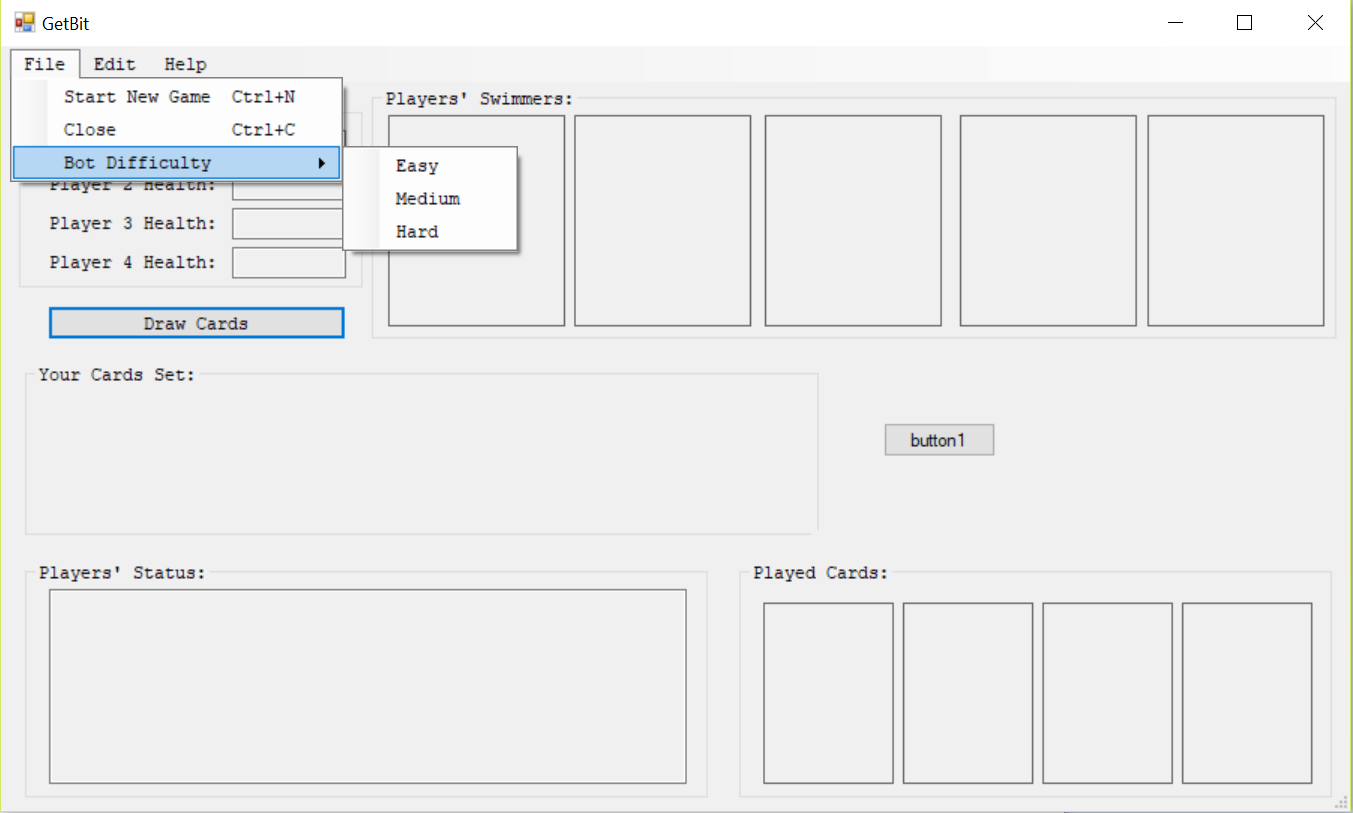 GetBit
File Edit Help
Start New Game Ctrl+N
Close Ctrl+C
Bot Difficulty
Easy
Medium
Hard
Player 2 Health:
Player 3 Health:
Player 4 Health:
Draw Cards
Players' Swimmers:
Your Cards Set:
button1
Players' Status:
Played Cards: